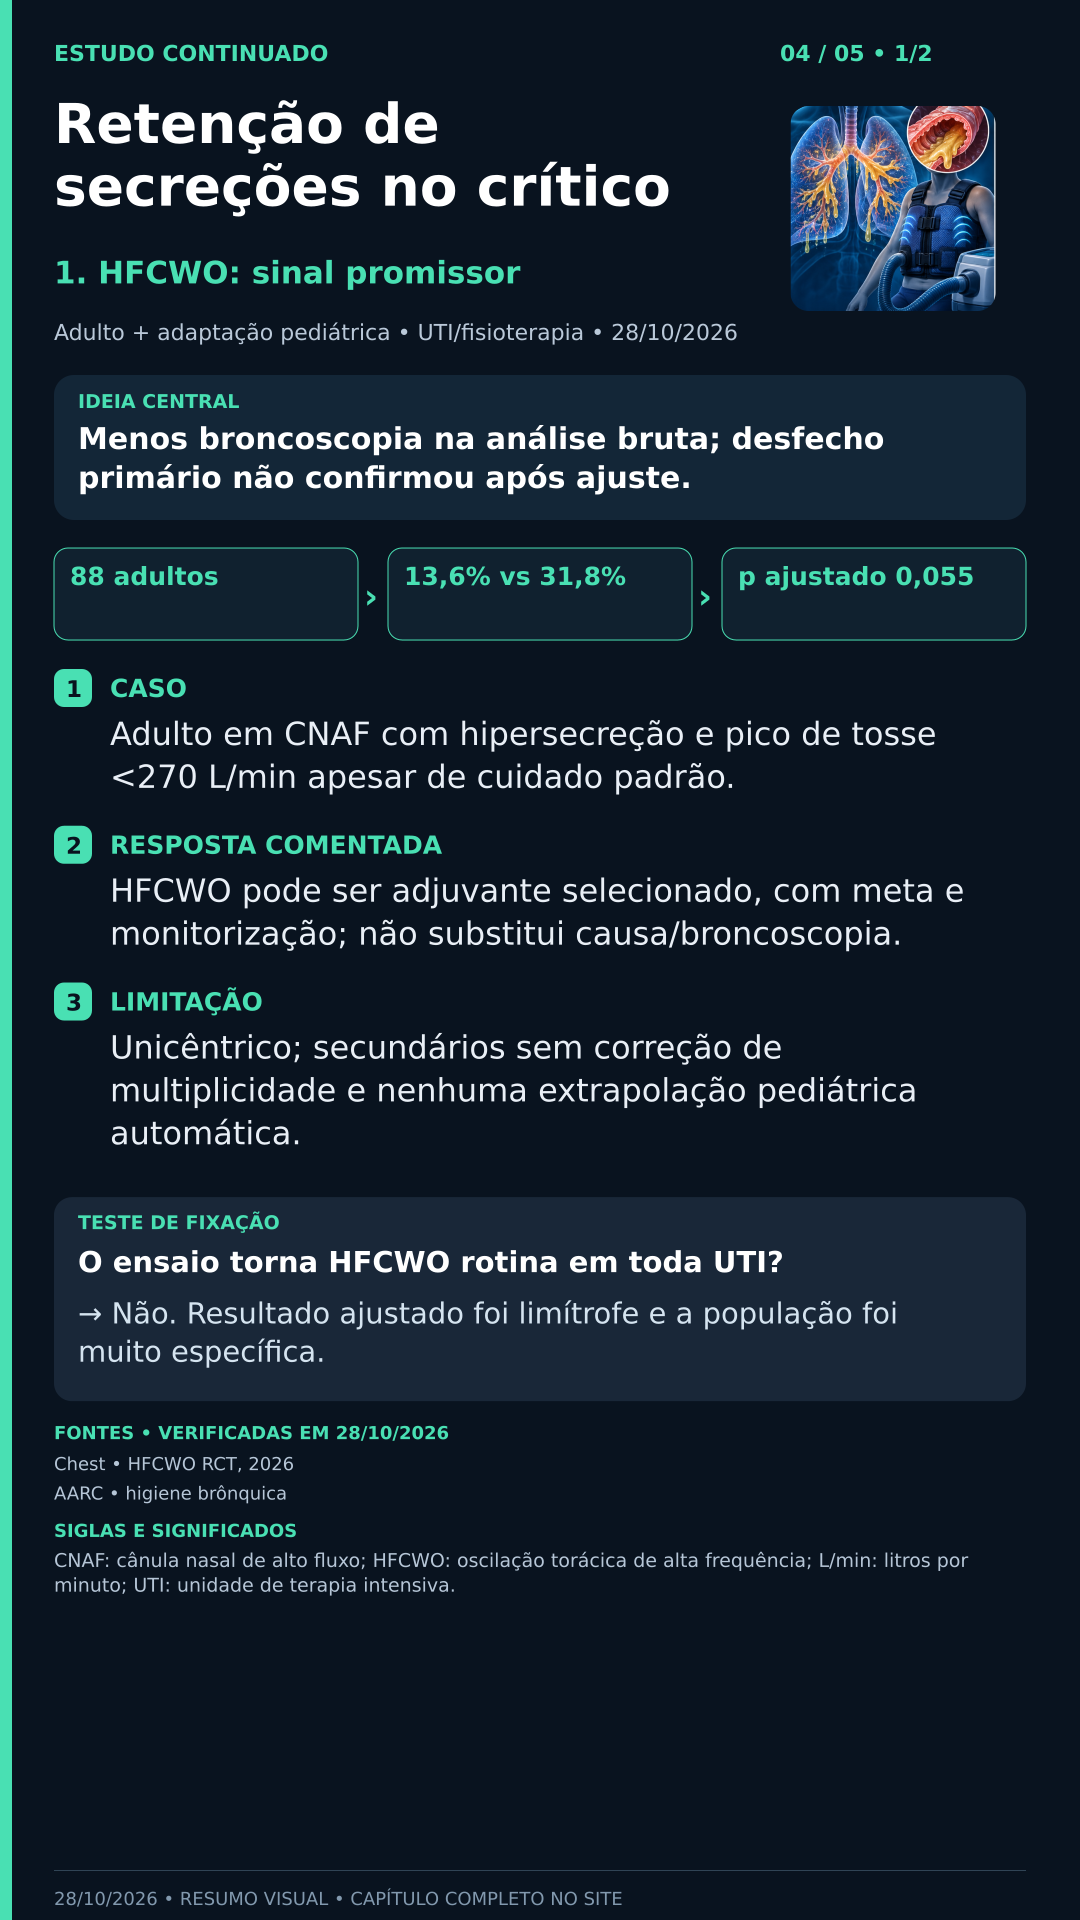 ESTUDO CONTINUADO
04 / 05 • 1/2
Retenção de
secreções no crítico
1. HFCWO: sinal promissor
Adulto + adaptação pediátrica • UTI/fisioterapia • 28/10/2026
IDEIA CENTRAL
Menos broncoscopia na análise bruta; desfecho
primário não confirmou após ajuste.
88 adultos
›
13,6% vs 31,8%
›
p ajustado 0,055
1
CASO
Adulto em CNAF com hipersecreção e pico de tosse
<270 L/min apesar de cuidado padrão.
2
RESPOSTA COMENTADA
HFCWO pode ser adjuvante selecionado, com meta e
monitorização; não substitui causa/broncoscopia.
3
LIMITAÇÃO
Unicêntrico; secundários sem correção de
multiplicidade e nenhuma extrapolação pediátrica
automática.
TESTE DE FIXAÇÃO
O ensaio torna HFCWO rotina em toda UTI?
→ Não. Resultado ajustado foi limítrofe e a população foi
muito específica.
FONTES • VERIFICADAS EM 28/10/2026
Chest • HFCWO RCT, 2026
AARC • higiene brônquica
SIGLAS E SIGNIFICADOS
CNAF: cânula nasal de alto fluxo; HFCWO: oscilação torácica de alta frequência; L/min: litros por
minuto; UTI: unidade de terapia intensiva.
28/10/2026 • RESUMO VISUAL • CAPÍTULO COMPLETO NO SITE